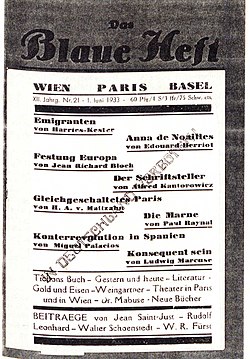 Das
Blaue Heft
WIEN PARIS BASEL
XII. Jahrg. Nr. 21 - 1. Juni 1933 - 60 Pfg/1 S/3 ffr/75 Schw. cts.
Emigranten
von Harries-Kester
Anna de Noailles
von Edouard Herriot
Festung Europa
von Jean Richard Bloch
Der Schriftsteller
von Alfred Kantorowicz
Gleichgeschaltetes Paris
von H. A. v. Maltzahn
Die Marne
von Paul Raynal
Konterrevolution in Spanien
von Miguel Palacios
Konsequent sein
von Ludwig Marcuse
IN DEUTSCHLAND
Buch - Gestern und heute - Literatur -
Gold und Eisen - Weingartner - Theater in Paris
und in Wien - Dr. Mabuse - Neue Bücher
BEITRAEGE von Jean Saint-Just - Rudolf
Leonhard - Walter Schoenstedt - W. R. Fürst